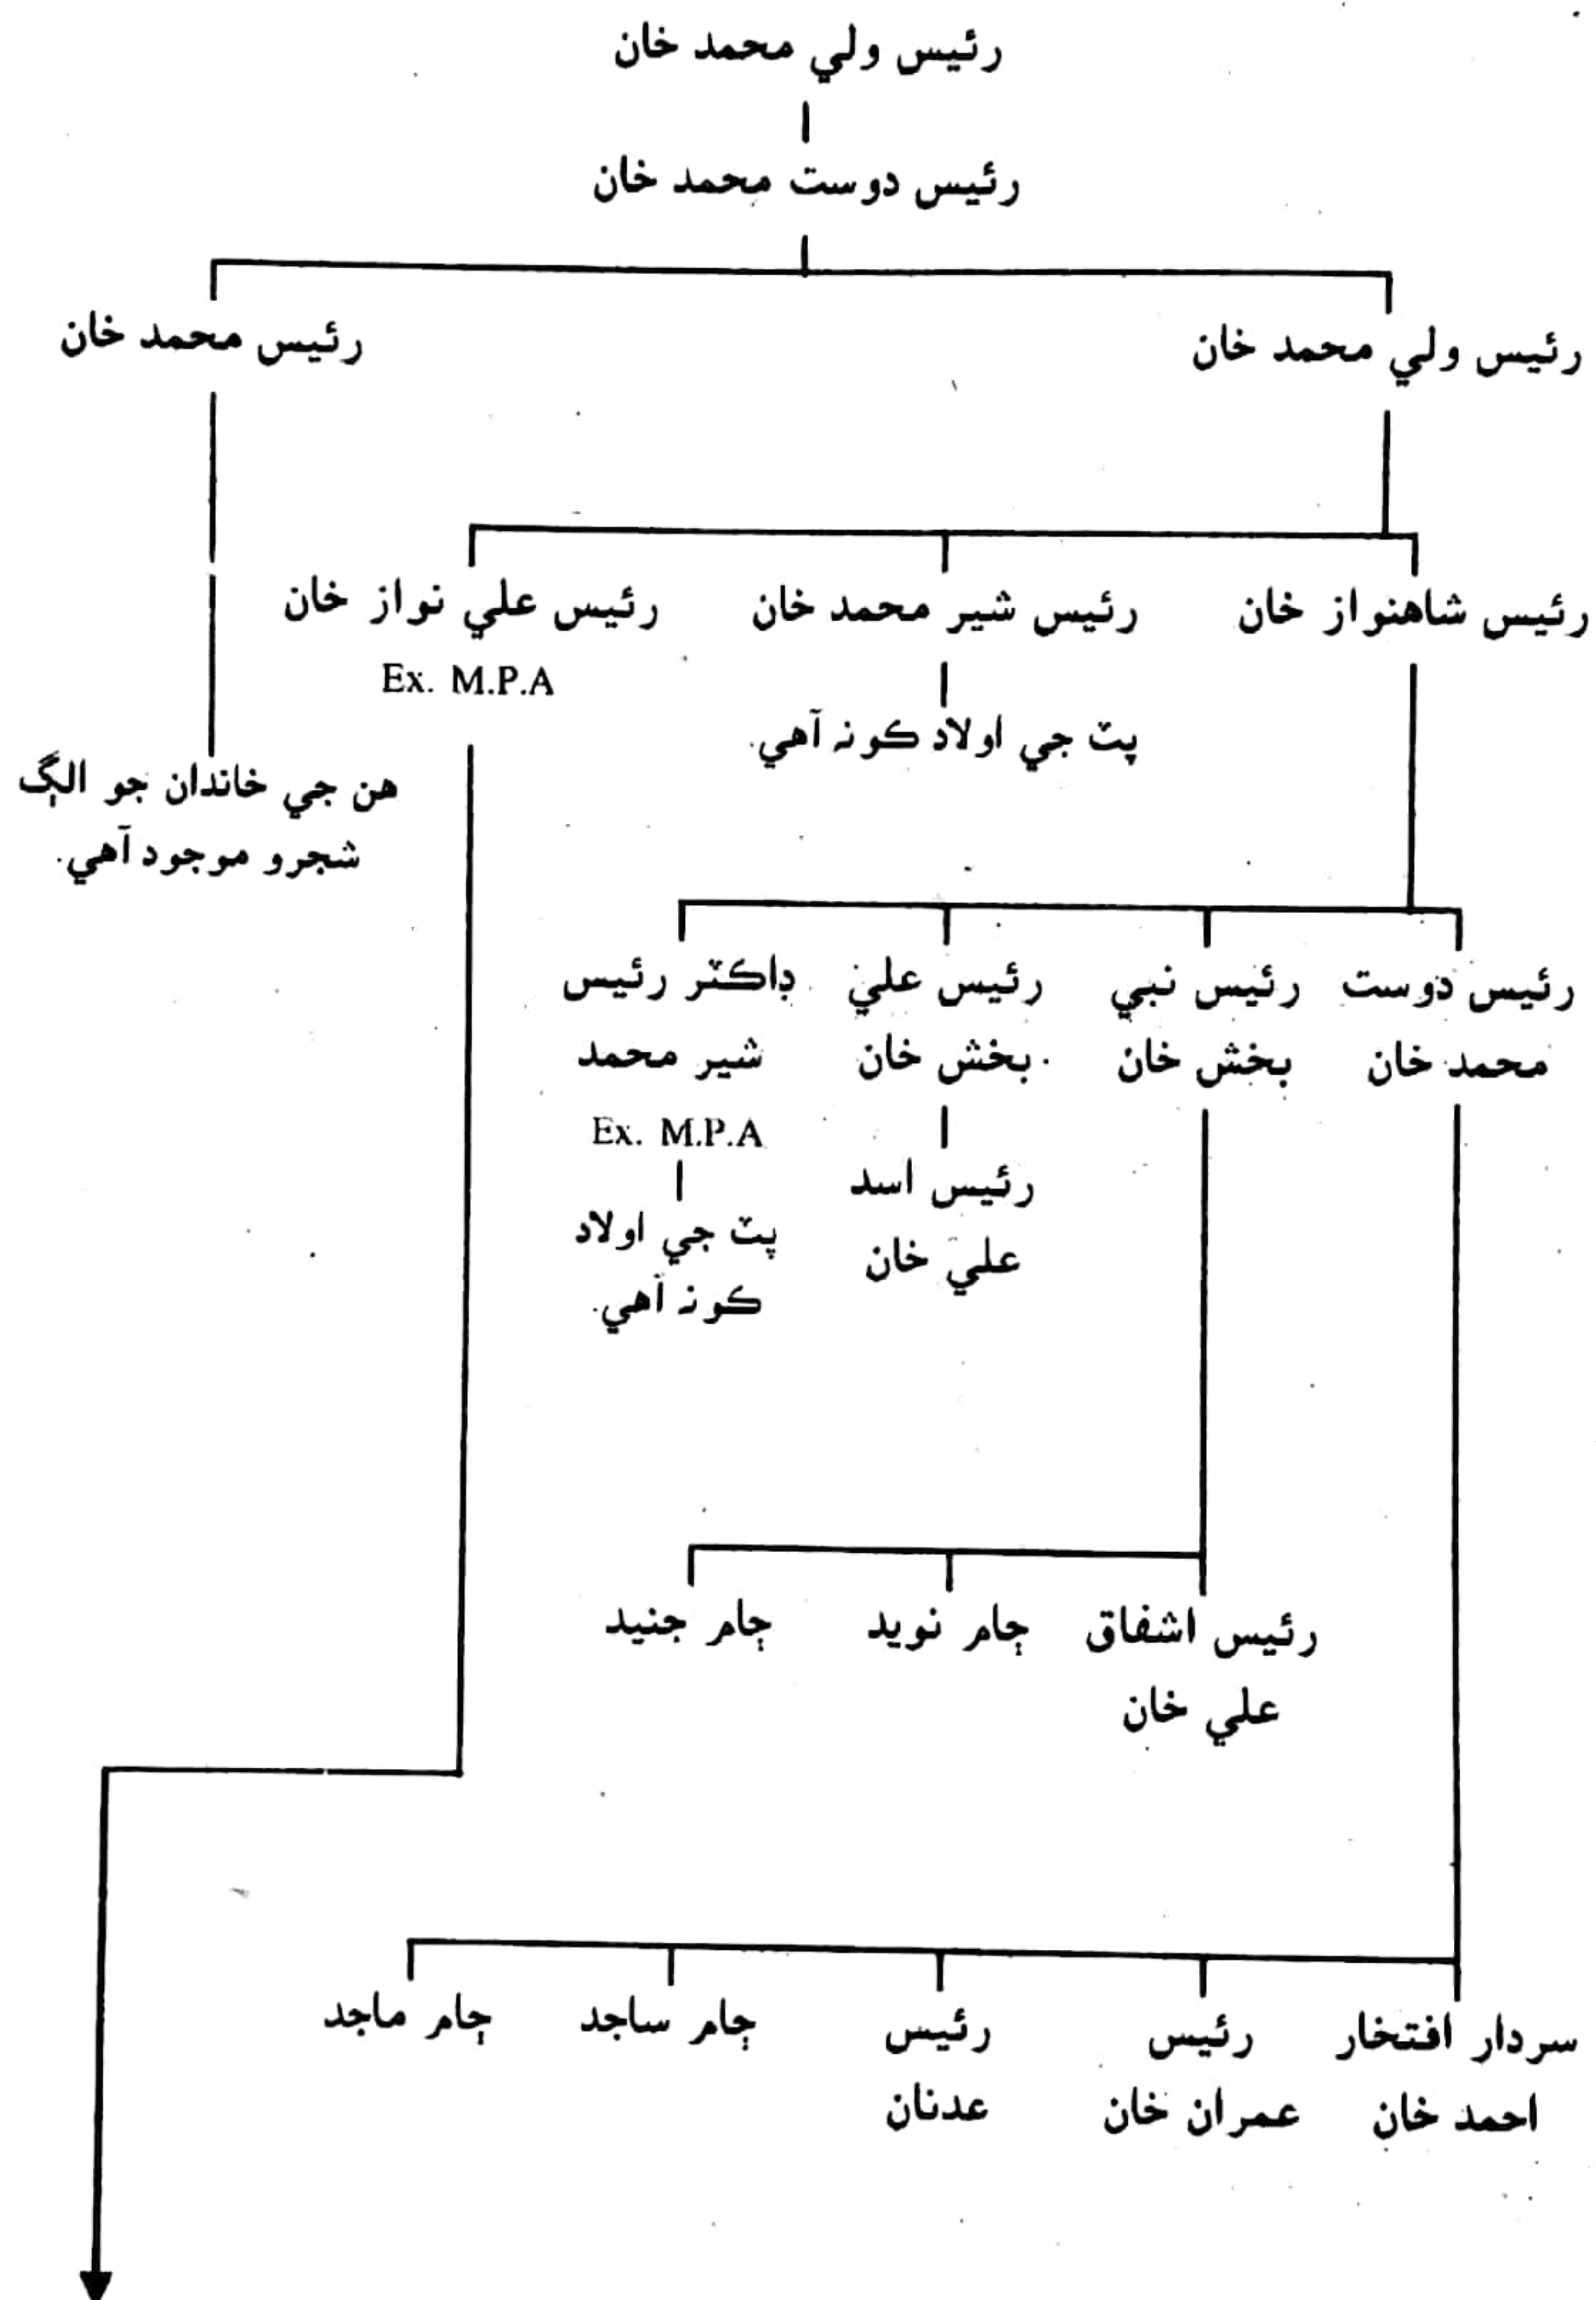 رئيس ولي محمد خان
رئيس دوست محمد خان
رئيس ولي محمد خان
رئيس محمد خان
رئيس شاهنواز خان
رئيس شير محمد خان
رئيس علي نواز خان
Ex. M.P.A
پٽ جي اولاد ڪونہ آهي.
هن جي خاندان جو الڳ
شجرو موجود آهي.
رئيس دوست
محمد خان
رئيس نبي
بخش خان
رئيس علي
بخش خان
رئيس اسد
علي خان
ڊاڪٽر رئيس
شير محمد
Ex. M.P.A
پٽ جي اولاد
ڪونہ آهي.
رئيس اشفاق
علي خان
ڄام نويد
ڄام جنيد
سردار افتخار
احمد خان
رئيس
عمران خان
رئيس
عدنان
ڄام ساجد
ڄام ماجد